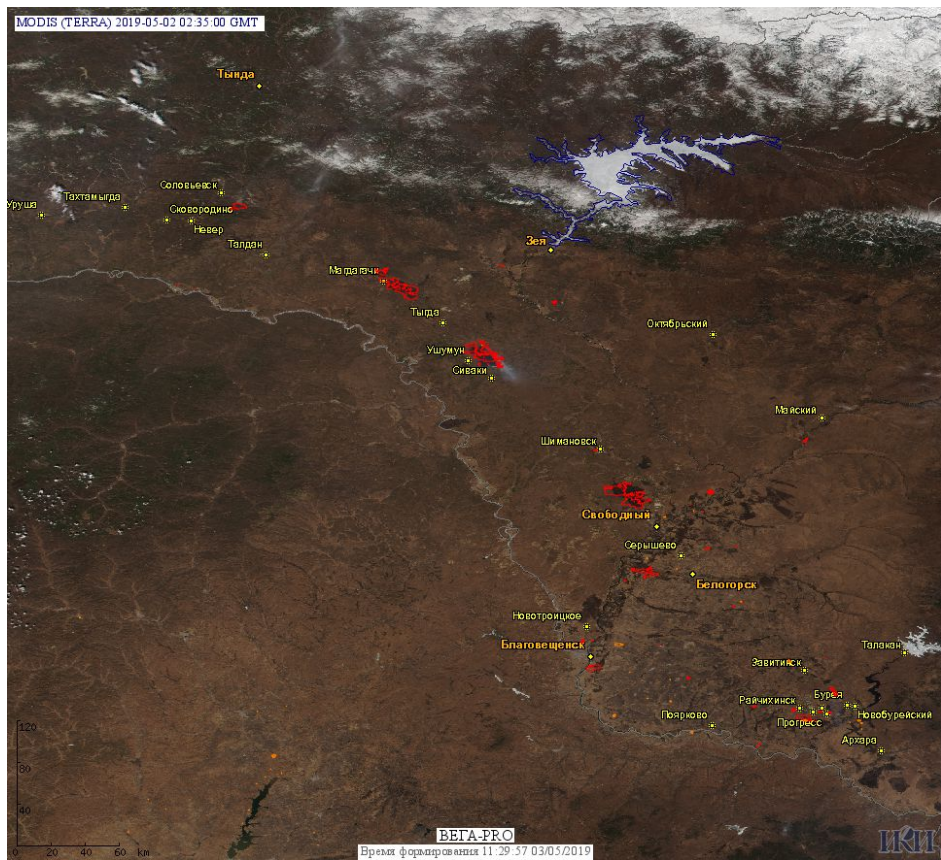 MODIS (TERRA) 2019-05-02 02:35:00 GMT
Тында
Соловьевск
Тахтамыгда
Уруша
Сковородино
Невер
Талдан
Зея
Магдагачи
Тыгда
Октябрьский
Ушумун
Сиваки
Майский
Шимановск
Свободный
Серышево
Белогорск
Новотроицкое
Благовещенск
Талакан
Завитинск
Райчихинск
Бурея
Поярково
Прогресс
Новобурейский
Архара
120
80
40
0 20 40 60 km
ВЕГА-PRO
Время формирования 11:29:57 03/05/2019
ИКИ